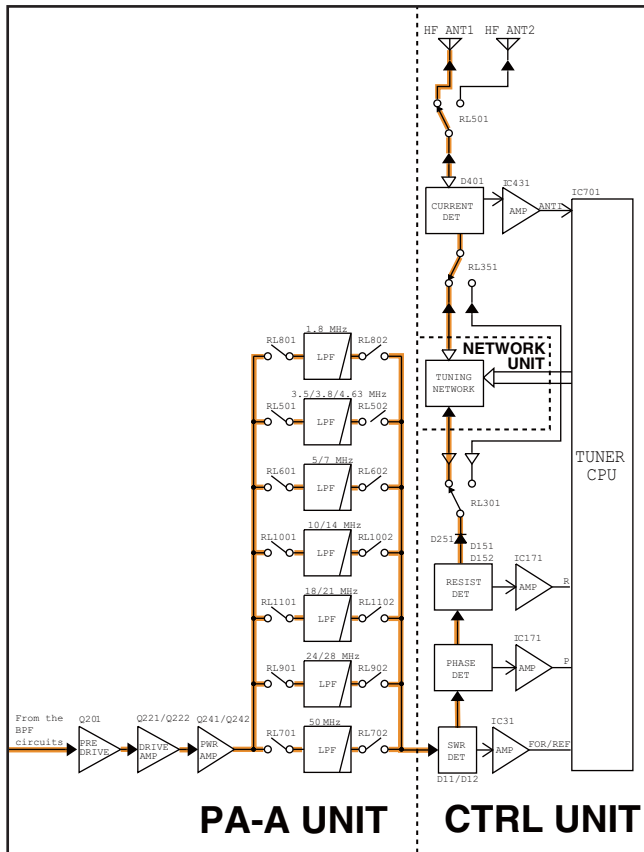 HF ANT1
HF ANT2
RL501
D401
CURRENT
DET
IC431
AMP
ANTI
IC701
RL351
NETWORK
UNIT
TUNING
NETWORK
TUNER
CPU
RL301
D251
D151
D152
RESIST
DET
IC171
AMP
R
PHASE
DET
IC171
AMP
P
SWR
DET
D11/D12
IC31
AMP
FOR/REF
1.8 MHz
RL801
LPF
RL802
3.5/3.8/4.63 MHz
RL501
LPF
RL502
5/7 MHz
RL601
LPF
RL602
10/14 MHz
RL1001
LPF
RL1002
18/21 MHz
RL1101
LPF
RL1102
24/28 MHz
RL901
LPF
RL902
50 MHz
RL701
LPF
RL702
From the
BPF
circuits
Q201
PRE
DRIVE
Q221/Q222
DRIVE
AMP
Q241/Q242
PWR
AMP
PA-A UNIT
CTRL UNIT